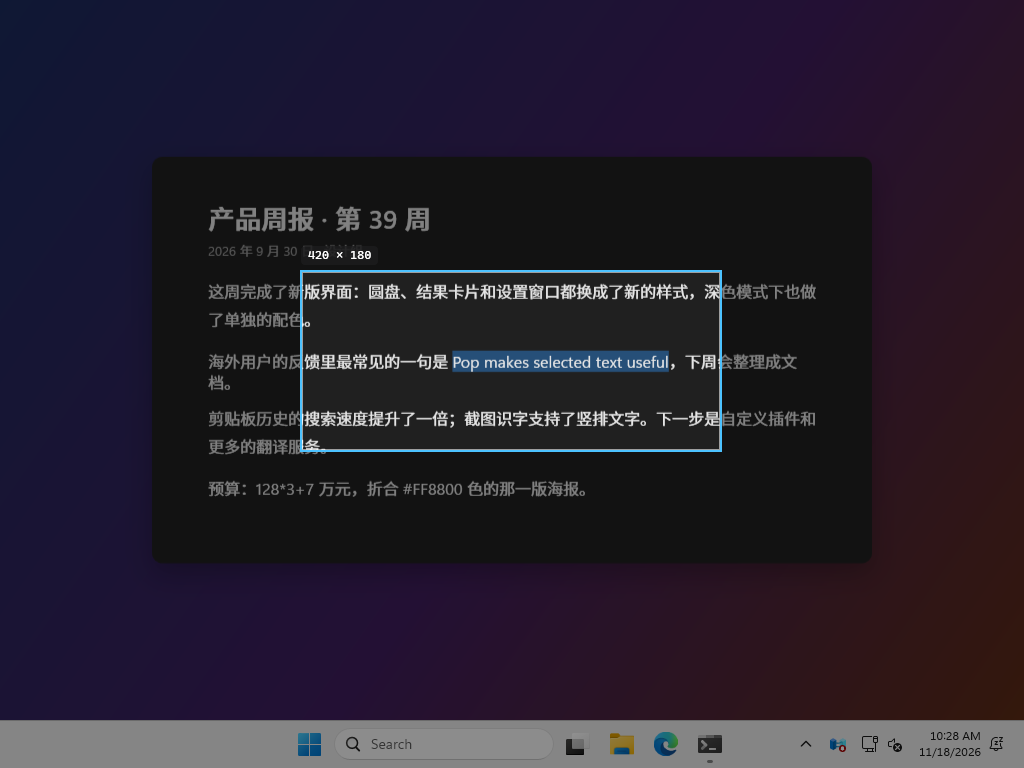 产品周报 · 第 39 周
2026 年 9 月 30
420 × 180
这周完成了新版界面：圆盘、结果卡片和设置窗口都换成了新的样式，深色模式下也做
了单独的配色。
海外用户的反馈里最常见的一句是 Pop makes selected text useful，下周会整理成文
档。
剪贴板历史的搜索速度提升了一倍；截图识字支持了竖排文字。下一步是自定义插件和
更多的翻译服务。
预算：128*3+7 万元，折合 #FF8800 色的那一版海报。
Search
10:28 AM
11/18/2026